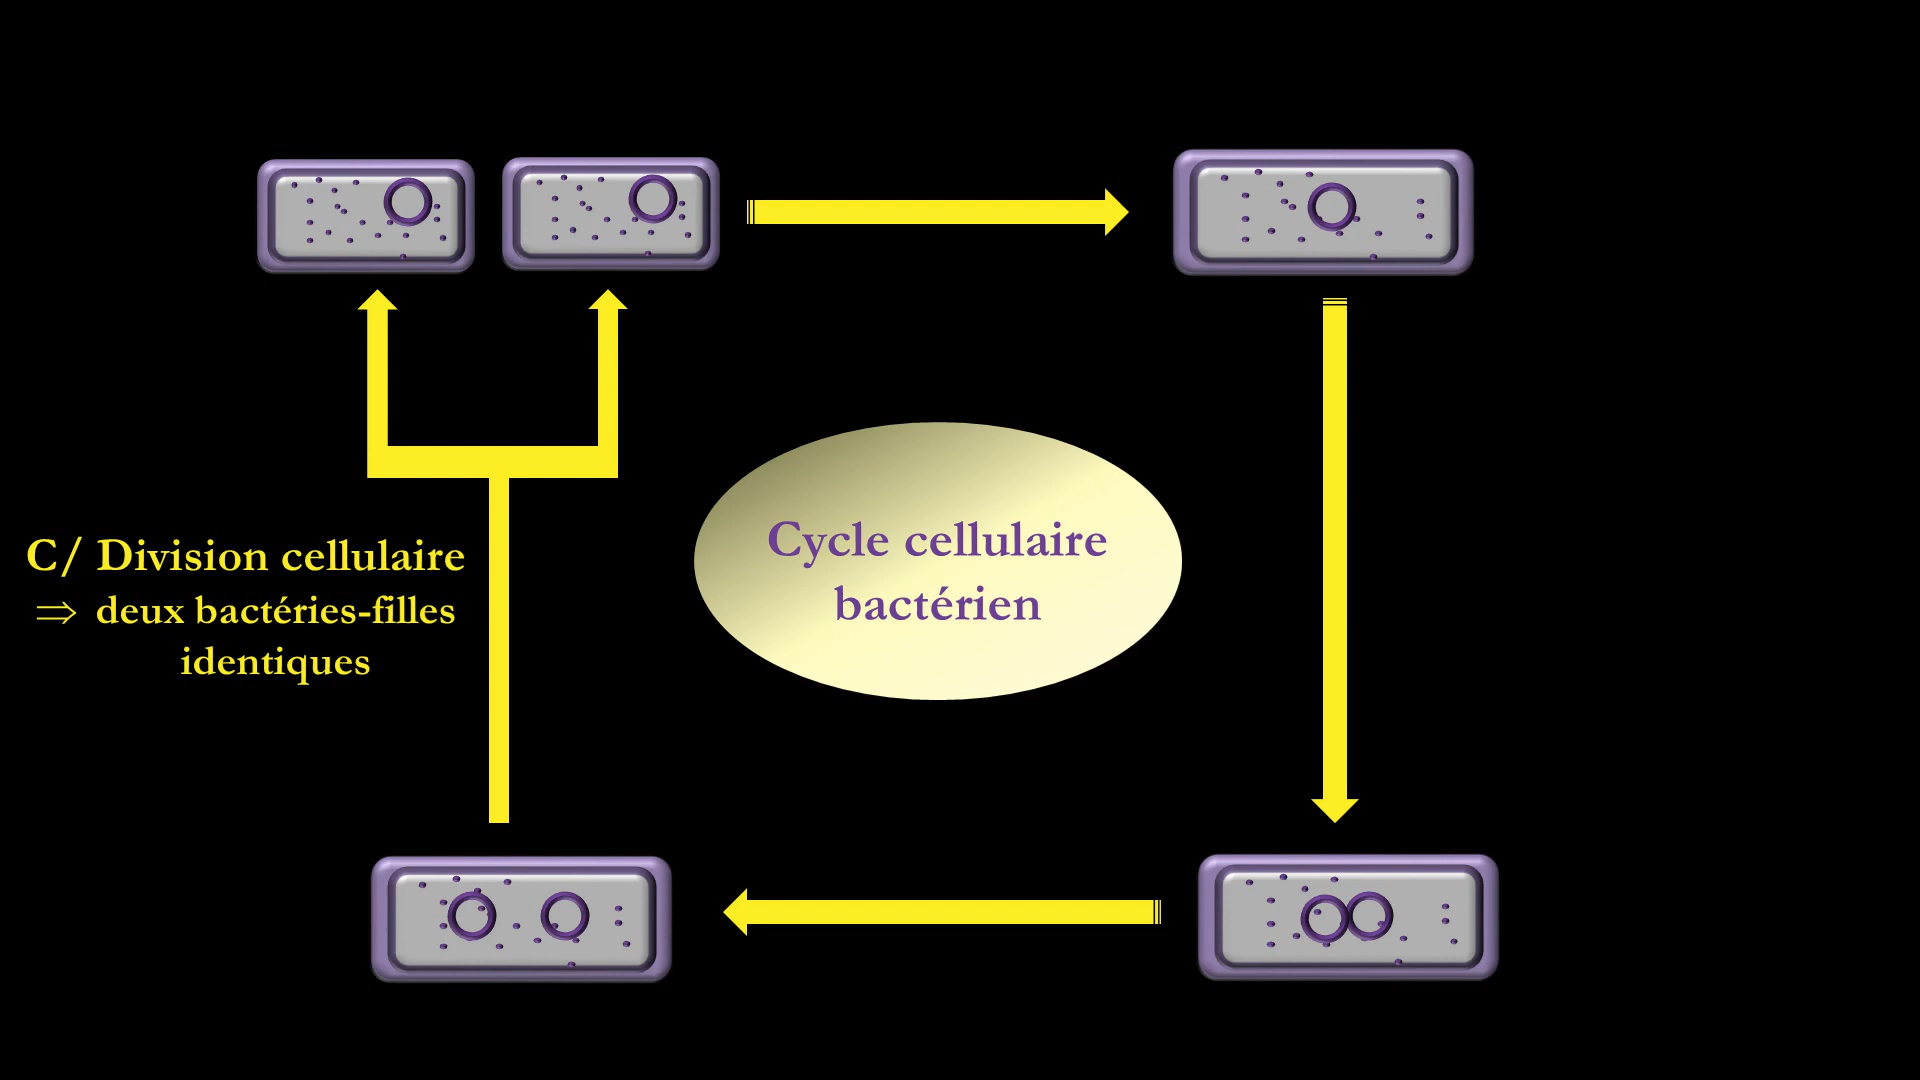 Cycle cellulaire
bactérien
C/ Division cellulaire
⇒ deux bactéries-filles
identiques